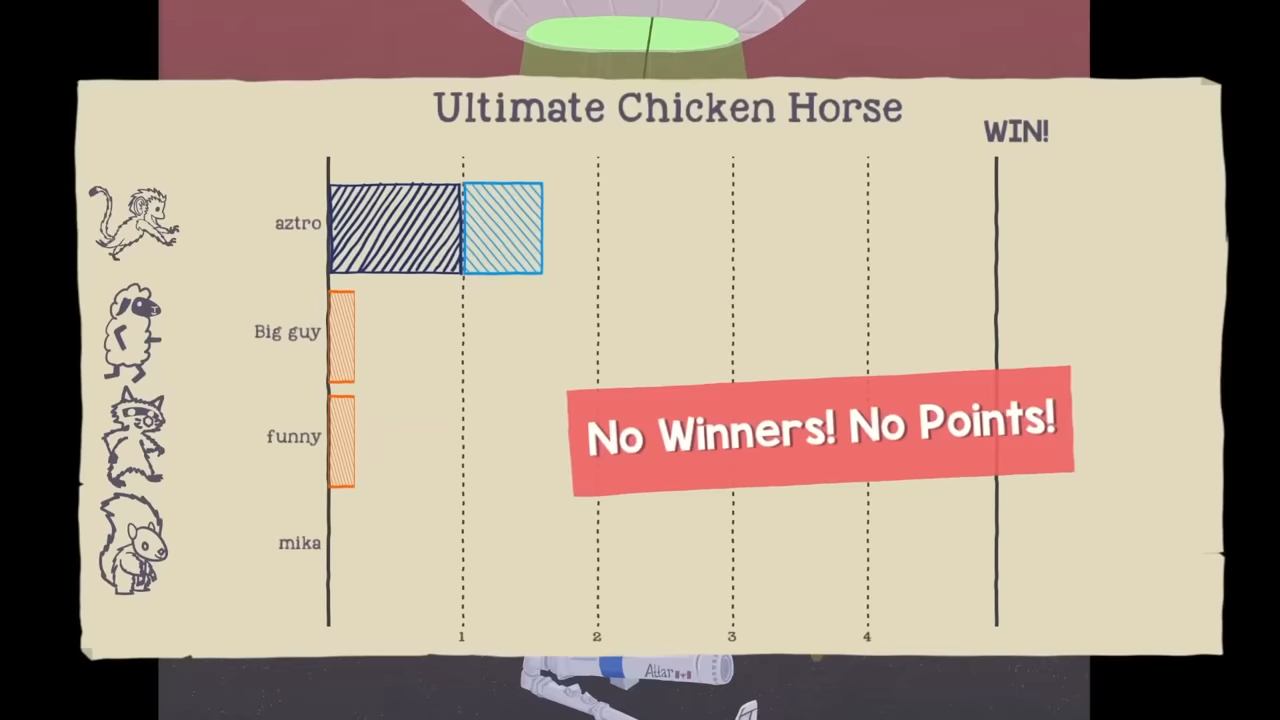 Ultimate Chicken Horse
WIN!
aztro
Big guy
funny
No Winners! No Points!
mika
1 2 3 4